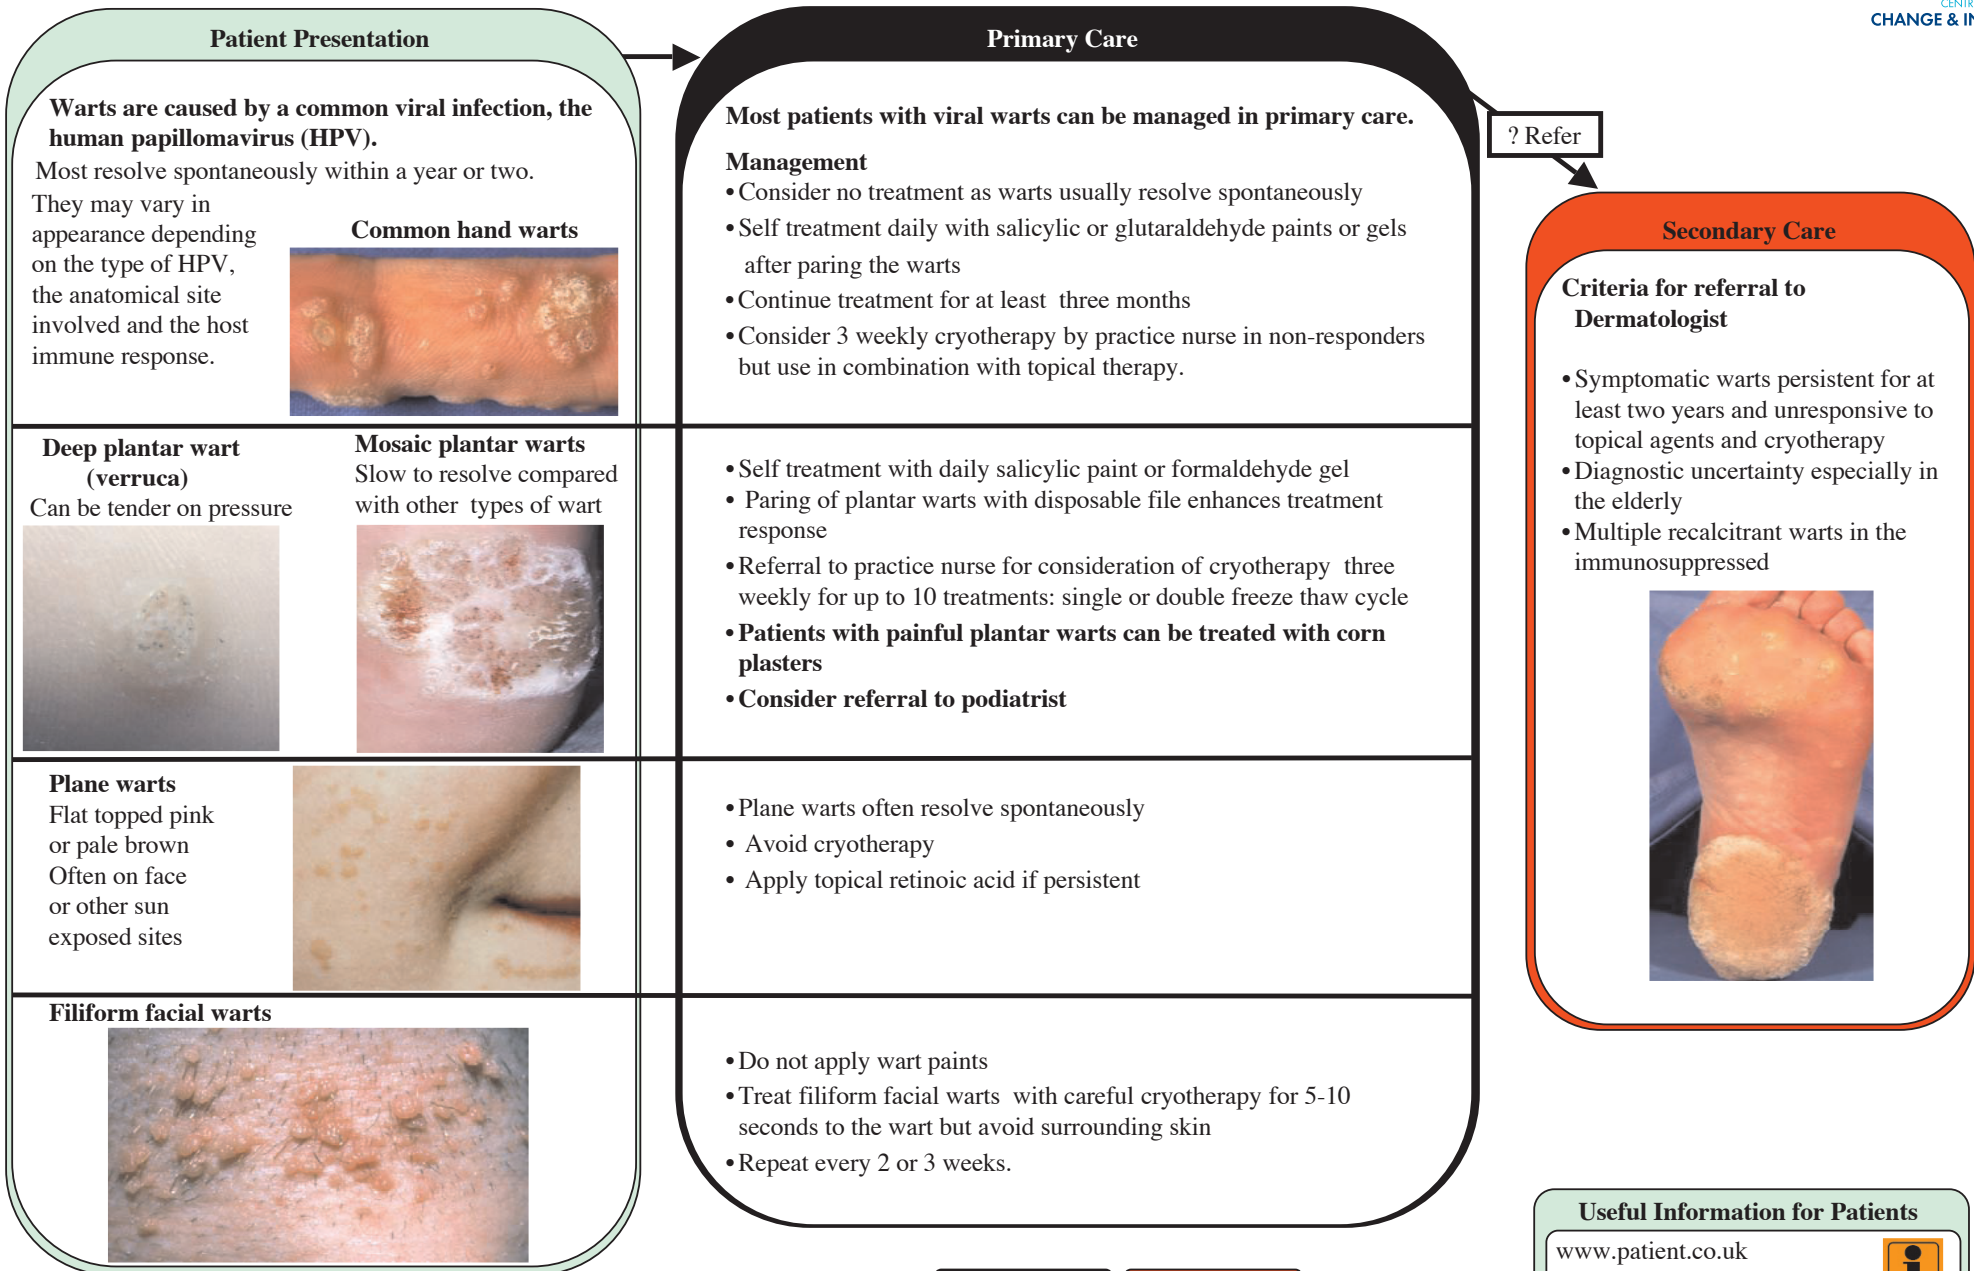 CHANGE & IN
Patient Presentation
Warts are caused by a common viral infection, the
human papillomavirus (HPV).
Most resolve spontaneously within a year or two.
They may vary in
appearance depending
on the type of HPV,
the anatomical site
involved and the host
immune response.
Common hand warts
Deep plantar wart
(verruca)
Can be tender on pressure
Mosaic plantar warts
Slow to resolve compared
with other types of wart
Plane warts
Flat topped pink
or pale brown
Often on face
or other sun
exposed sites
Filiform facial warts
Primary Care
Most patients with viral warts can be managed in primary care.
Management
• Consider no treatment as warts usually resolve spontaneously
• Self treatment daily with salicylic or glutaraldehyde paints or gels
after paring the warts
• Continue treatment for at least three months
• Consider 3 weekly cryotherapy by practice nurse in non-responders
but use in combination with topical therapy.
• Self treatment with daily salicylic paint or formaldehyde gel
• Paring of plantar warts with disposable file enhances treatment
response
• Referral to practice nurse for consideration of cryotherapy three
weekly for up to 10 treatments: single or double freeze thaw cycle
• Patients with painful plantar warts can be treated with corn
plasters
• Consider referral to podiatrist
• Plane warts often resolve spontaneously
• Avoid cryotherapy
• Apply topical retinoic acid if persistent
• Do not apply wart paints
• Treat filiform facial warts with careful cryotherapy for 5-10
seconds to the wart but avoid surrounding skin
• Repeat every 2 or 3 weeks.
? Refer
Secondary Care
Criteria for referral to
Dermatologist
• Symptomatic warts persistent for at
least two years and unresponsive to
topical agents and cryotherapy
• Diagnostic uncertainty especially in
the elderly
• Multiple recalcitrant warts in the
immunosuppressed
Useful Information for Patients
www.patient.co.uk
i